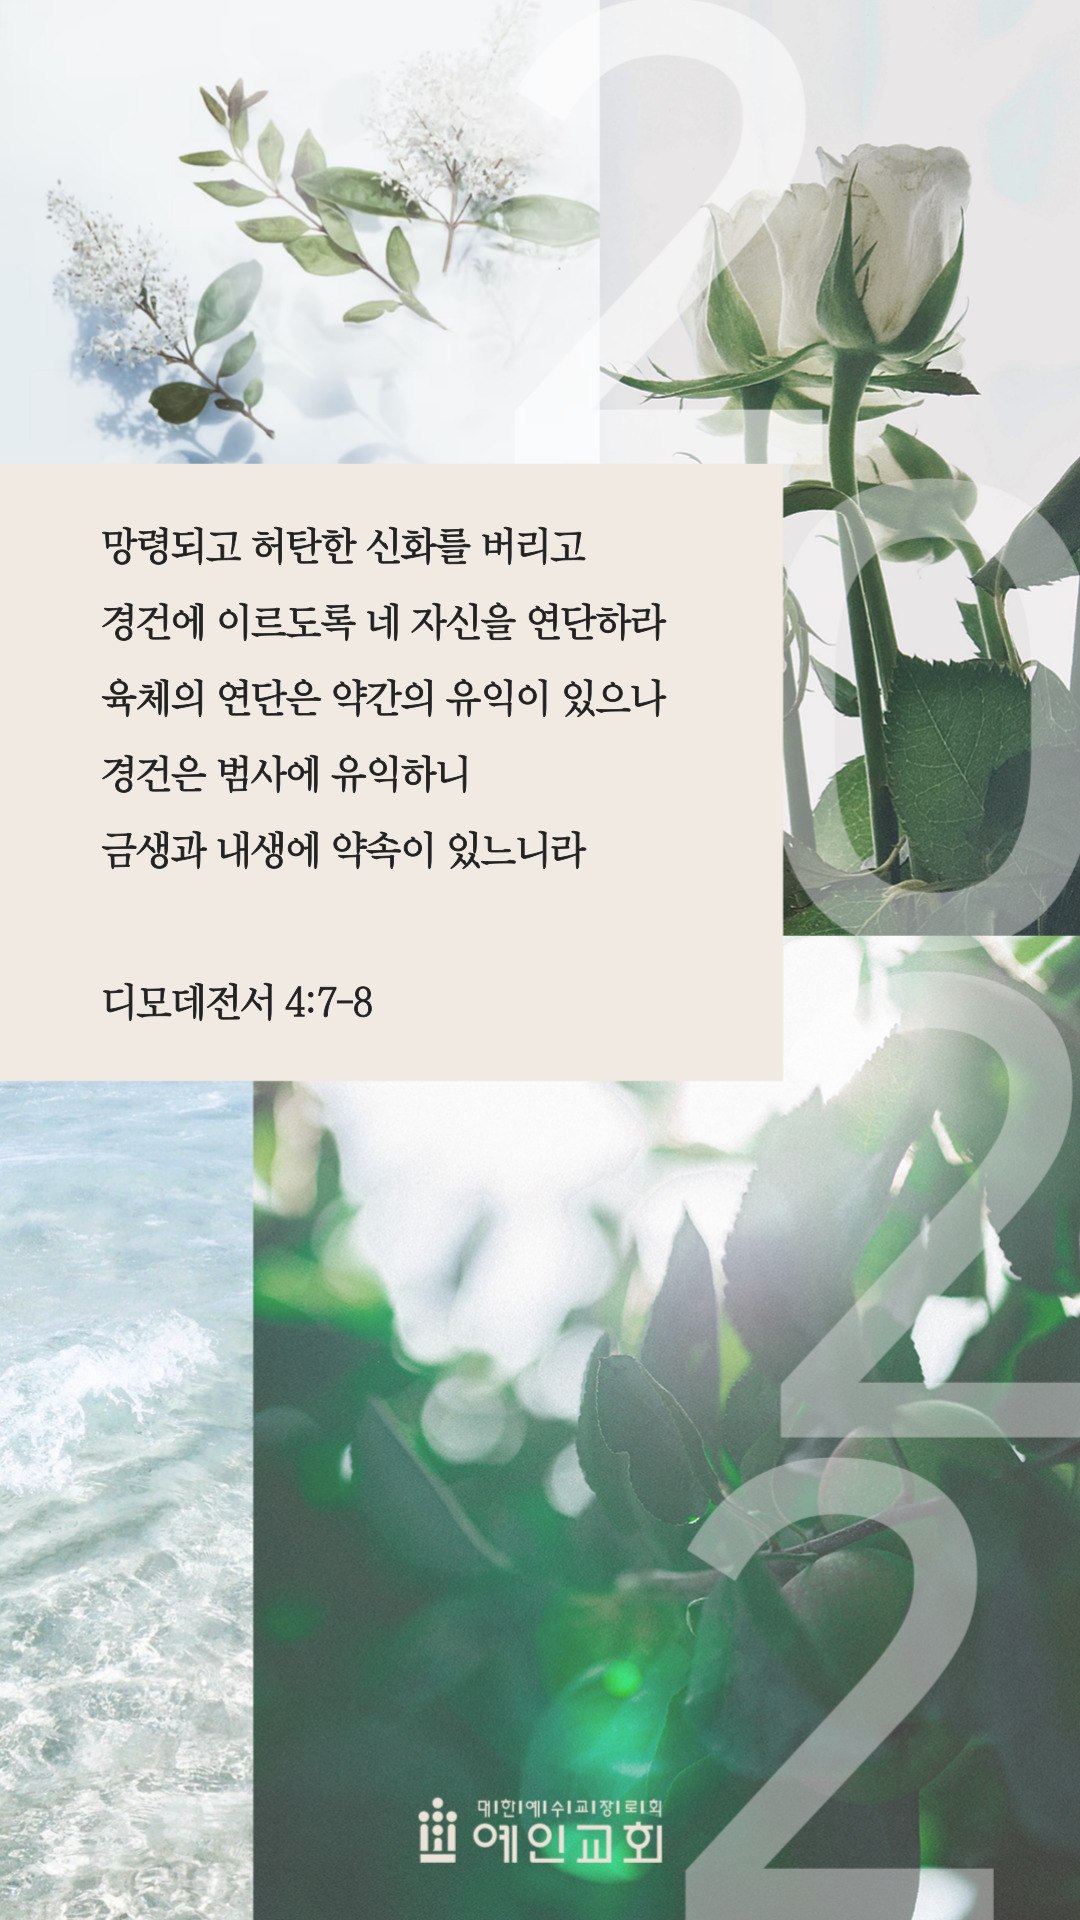 2
0
2
2
망령되고 허탄한 신화를 버리고
경건에 이르도록 네 자신을 연단하라
육체의 연단은 약간의 유익이 있으나
경건은 범사에 유익하니
금생과 내생에 약속이 있느니라
디모데전서 4:7-8
대한예수교장로회
예인교회